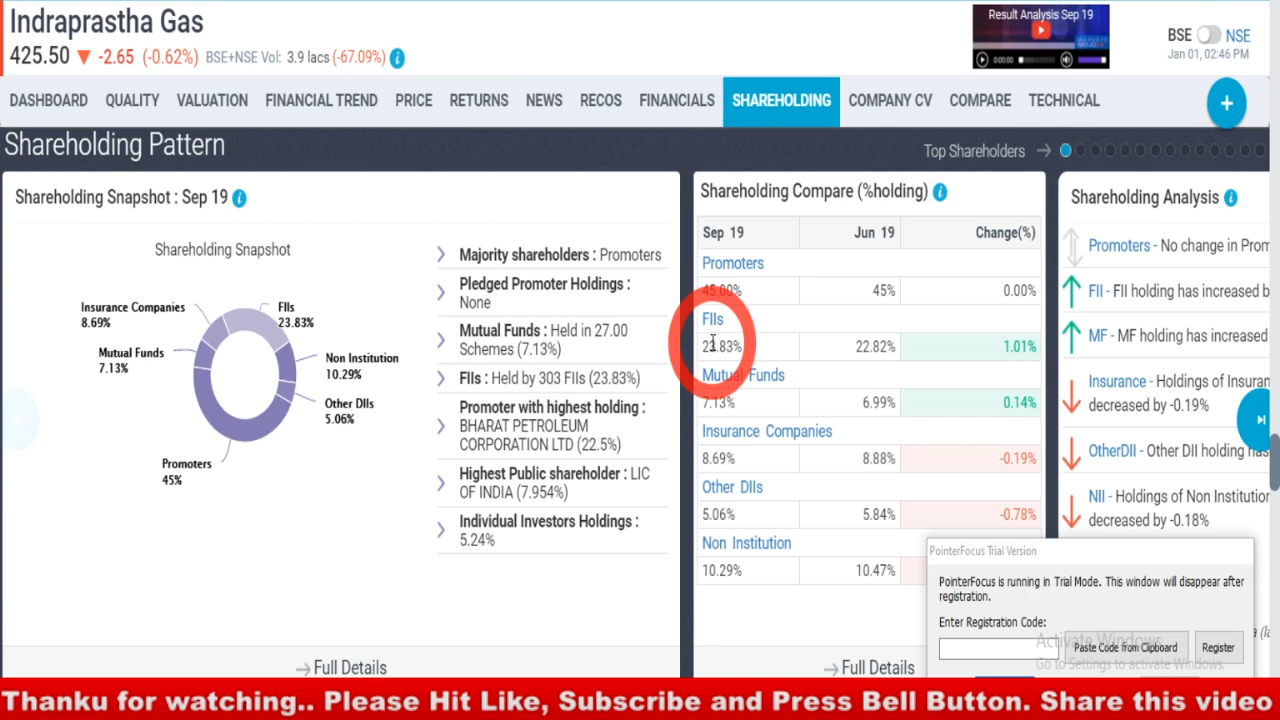 Indraprastha Gas
425.50 ▼ -2.65 (-0.62%) BSE+NSE Vol: 3.9 lacs (-67.09%)
Result Analysis Sep 19
0:00:00
BSE NSE
Jan 01, 02:46 PM
DASHBOARD QUALITY VALUATION FINANCIAL TREND PRICE RETURNS NEWS RECOS FINANCIALS SHAREHOLDING COMPANY CV COMPARE TECHNICAL
Shareholding Pattern
Top Shareholders
Shareholding Snapshot : Sep 19
Shareholding Snapshot
Insurance Companies
8.69%
FIIs
23.83%
Mutual Funds
7.13%
Non Institution
10.29%
Other DIIs
5.06%
Promoters
45%
Majority shareholders : Promoters
Pledged Promoter Holdings :
None
Mutual Funds : Held in 27.00
Schemes (7.13%)
FIIs : Held by 303 FIIs (23.83%)
Promoter with highest holding :
BHARAT PETROLEUM
CORPORATION LTD (22.5%)
Highest Public shareholder : LIC
OF INDIA (7.954%)
Individual Investors Holdings :
5.24%
Full Details
Shareholding Compare (%holding)
Sep 19 Jun 19 Change(%)
Promoters
45.00% 45% 0.00%
FIIs
23.83% 22.82% 1.01%
Mutual Funds
7.13% 6.99% 0.14%
Insurance Companies
8.69% 8.88% -0.19%
Other DIIs
5.06% 5.84% -0.78%
Non Institution
10.29% 10.47%
Full Details
Shareholding Analysis
Promoters - No change in Prom
FII - FII holding has increased b
MF - MF holding has increased
Insurance - Holdings of Insuran
decreased by -0.19%
OtherDII - Other DII holding has
NII - Holdings of Non Institution
decreased by -0.18%
PointerFocus Trial Version
PointerFocus is running in Trial Mode. This window will disappear after
registration.
Enter Registration Code:
Paste Code from Clipboard Register
Activate Windows
Go to Settings to activate Windows.
Thanku for watching.. Please Hit Like, Subscribe and Press Bell Button. Share this video